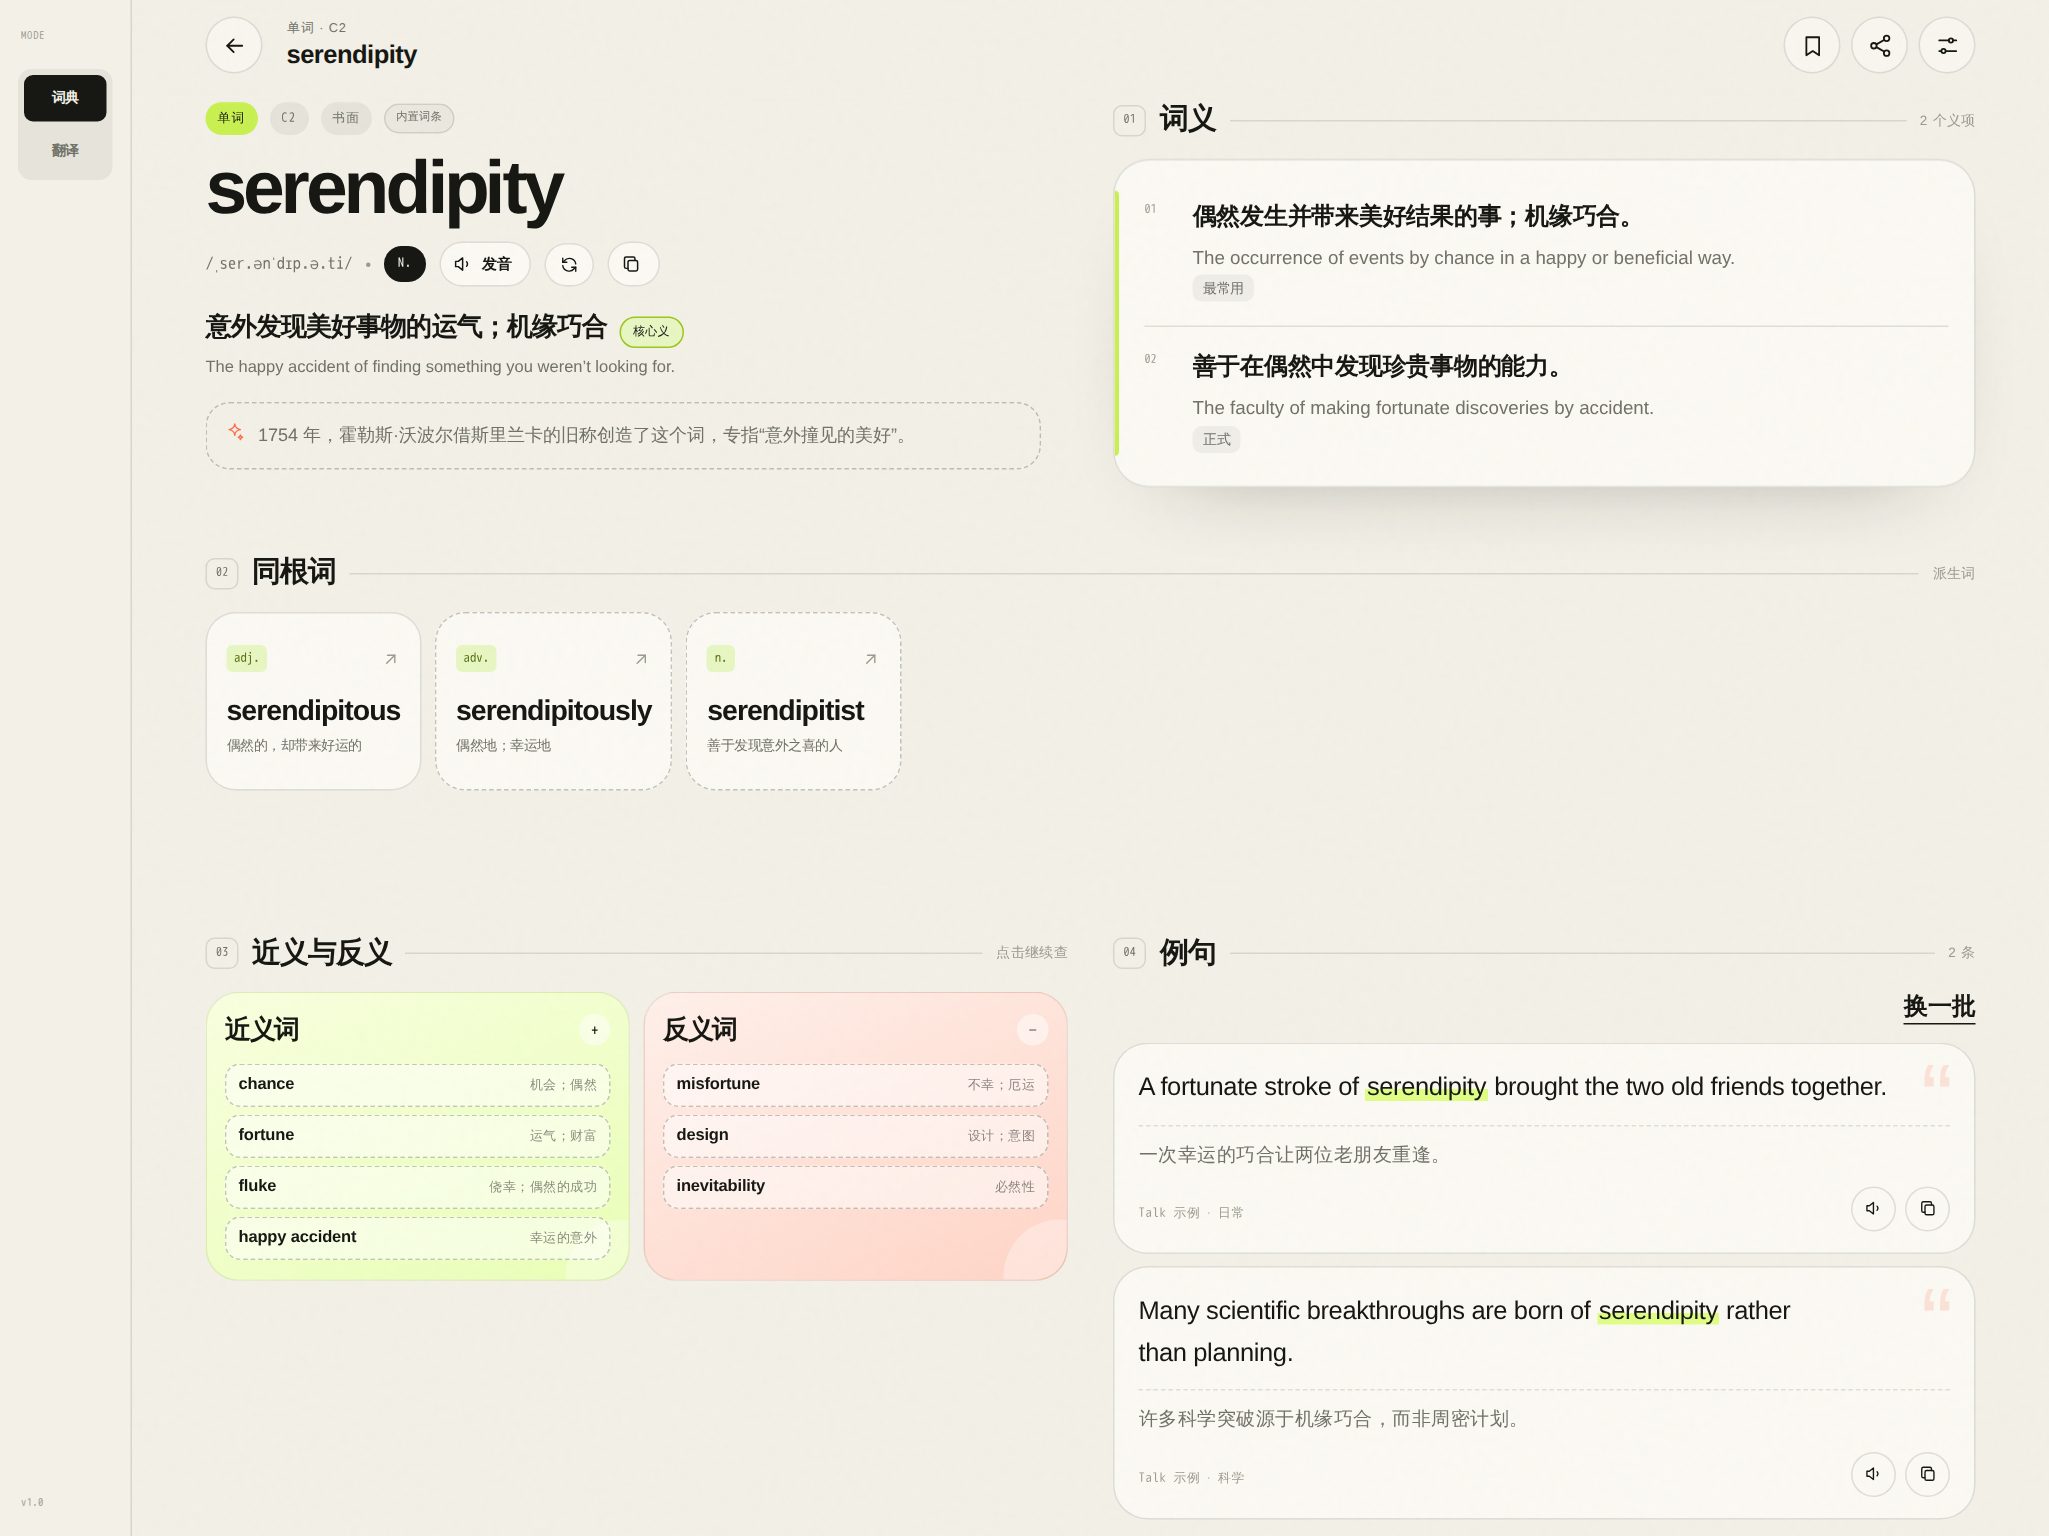 MODE
词典
翻译
v1.0
单词 · C2
serendipity
单词 C2 书面 内置词条
serendipity
/ˌser.ənˈdɪp.ə.ti/ • N. 发音
意外发现美好事物的运气；机缘巧合 核心义
The happy accident of finding something you weren’t looking for.
1754 年，霍勒斯·沃波尔借斯里兰卡的旧称创造了这个词，专指“意外撞见的美好”。
01 词义 2 个义项
01 偶然发生并带来美好结果的事；机缘巧合。
The occurrence of events by chance in a happy or beneficial way.
最常用
02 善于在偶然中发现珍贵事物的能力。
The faculty of making fortunate discoveries by accident.
正式
02 同根词 派生词
adj.
serendipitous
偶然的，却带来好运的
adv.
serendipitously
偶然地；幸运地
n.
serendipitist
善于发现意外之喜的人
03 近义与反义 点击继续查
近义词 +
chance 机会；偶然
fortune 运气；财富
fluke 侥幸；偶然的成功
happy accident 幸运的意外
反义词 −
misfortune 不幸；厄运
design 设计；意图
inevitability 必然性
04 例句 2 条
换一批
A fortunate stroke of serendipity brought the two old friends together. “
一次幸运的巧合让两位老朋友重逢。
Talk 示例 · 日常
Many scientific breakthroughs are born of serendipity rather “
than planning.
许多科学突破源于机缘巧合，而非周密计划。
Talk 示例 · 科学